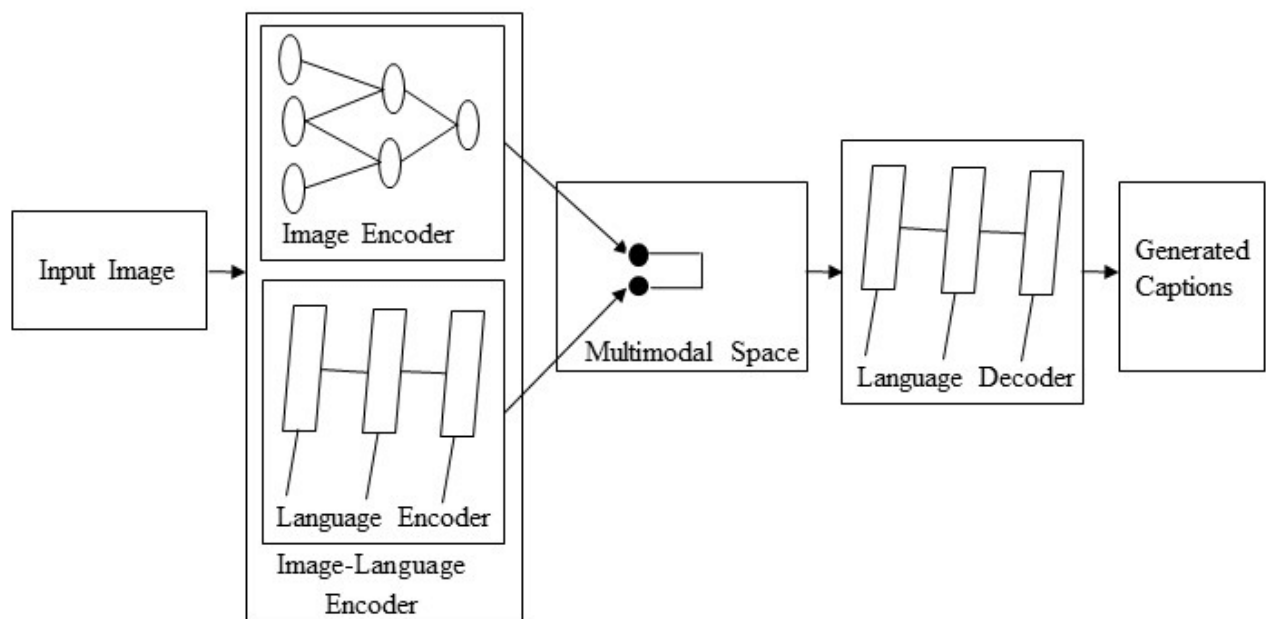 Input Image
Image Encoder
Language Encoder
Image-Language
Encoder
Multimodal Space
Language Decoder
Generated
Captions